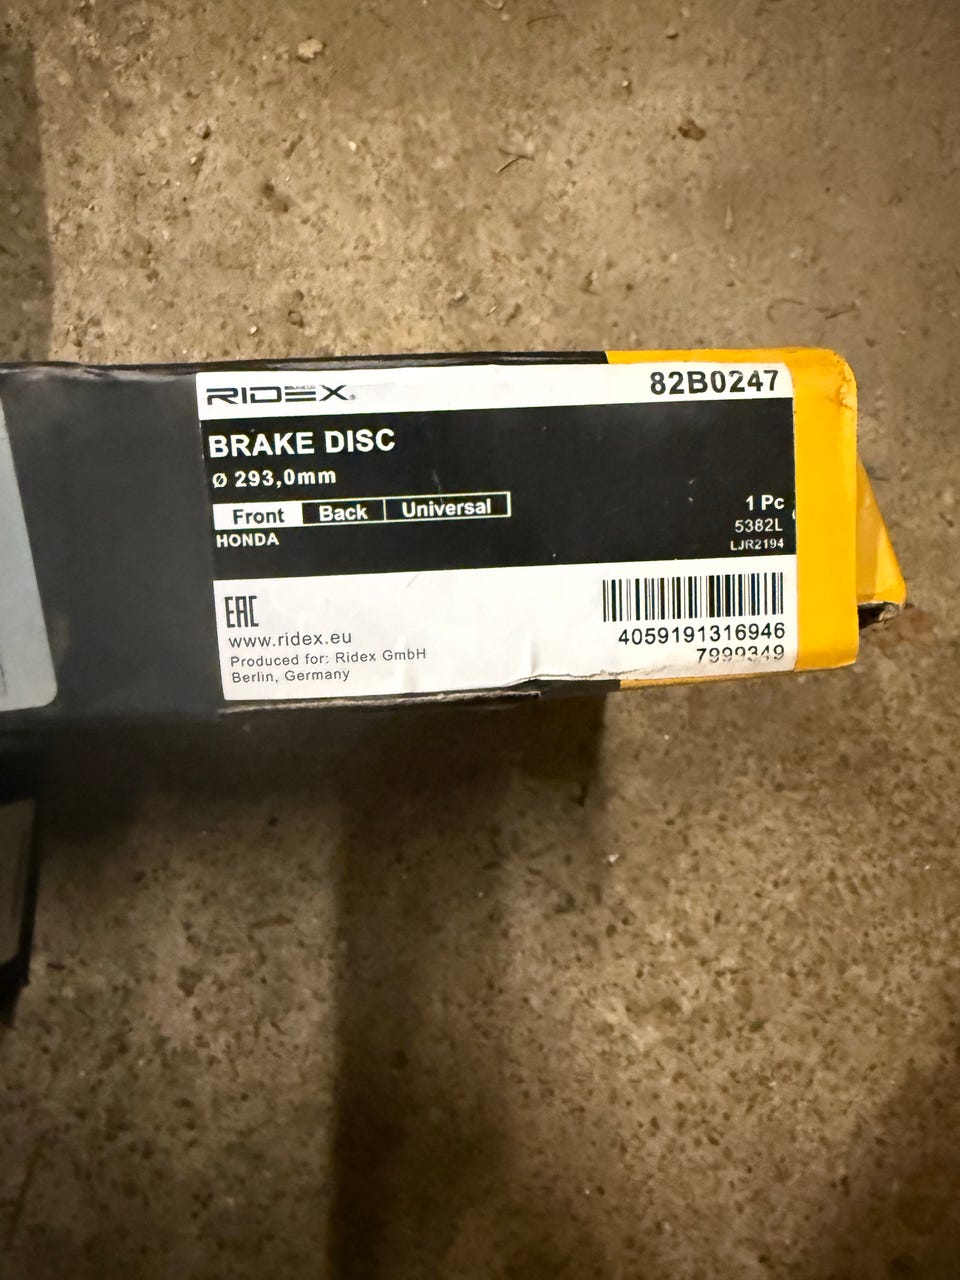 RIDEX
82B0247
BRAKE DISC
Ø 293,0mm
Front Back Universal
HONDA
1 Pc
5382L
LJR2194
EAC
www.ridex.eu
Produced for: Ridex GmbH
Berlin, Germany
4059191316946
7999349